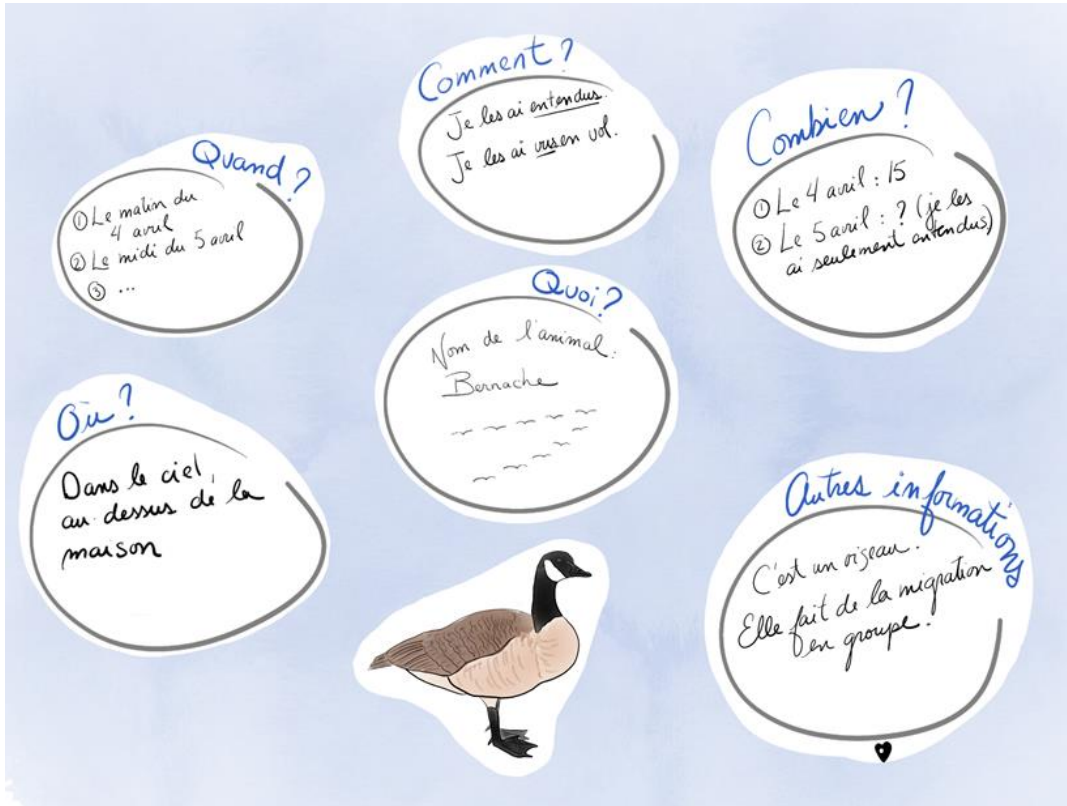 Comment ?
Je les ai entendus.
Je les ai vus en vol.
Quand ?
① Le matin du
4 avril
② Le midi du 5 avril
③ ...
Combien ?
① Le 4 avril : 15
② Le 5 avril : ? (je les
ai seulement entendus)
Quoi ?
Nom de l'animal :
Bernache
Où ?
Dans le ciel,
au-dessus de la
maison
Autres informations
C'est un oiseau.
Elle fait de la migration
en groupe.